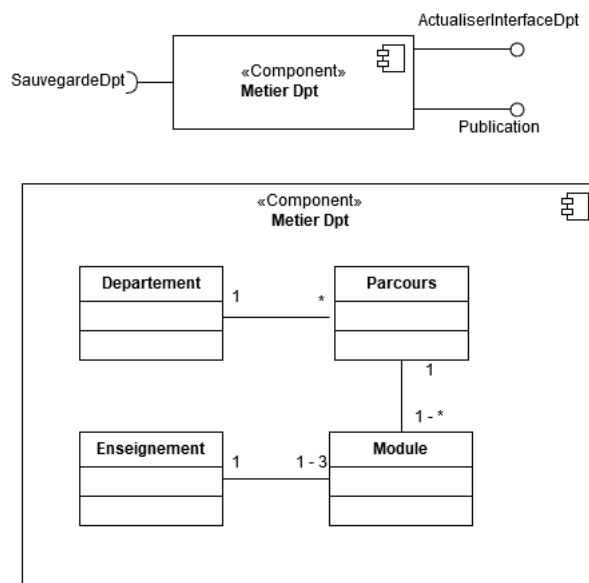 ActualiserInterfaceDpt
«Component»
SauvegardeDpt
Metier Dpt
Publication
«Component»
Metier Dpt
Departement
Parcours
1
*
1
1 - *
Enseignement
Module
1
1 - 3